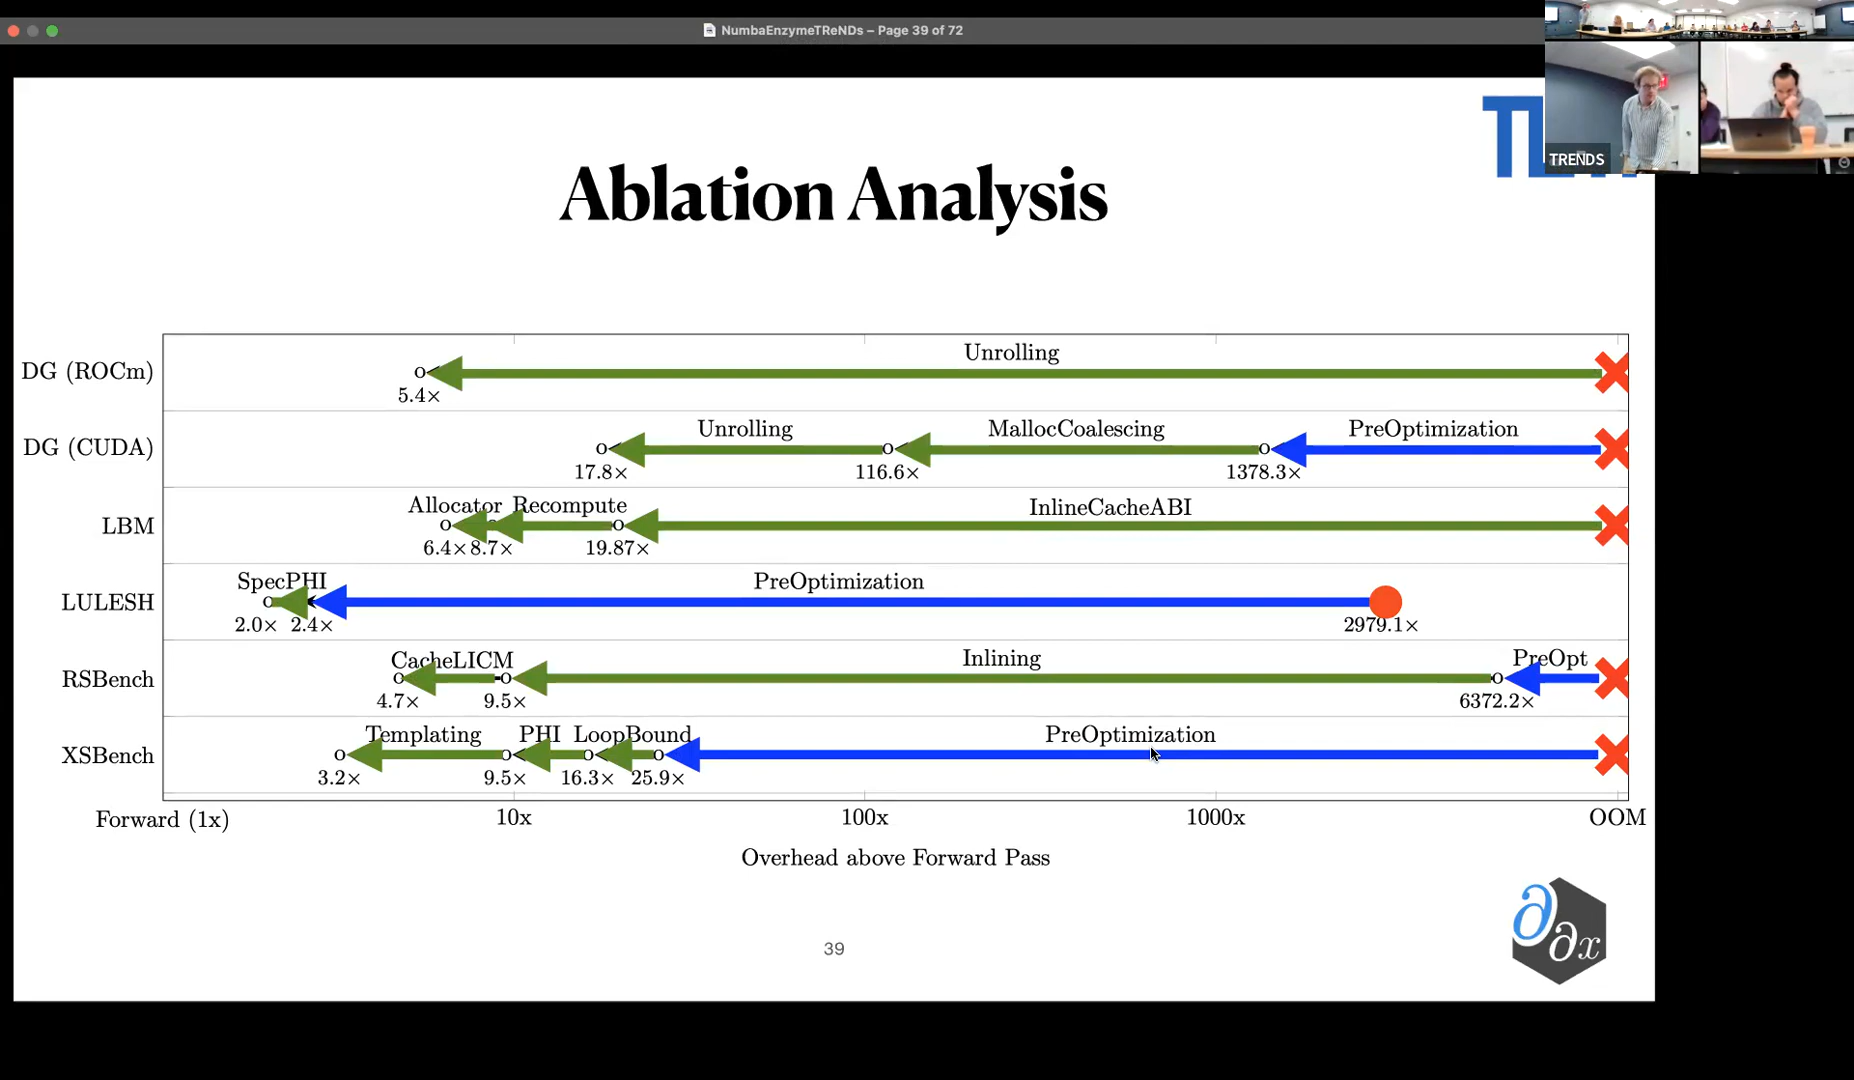 NumbaEnzymeTReNDs – Page 39 of 72
TRENDS
Ablation Analysis
DG (ROCm)
Unrolling
5.4×
DG (CUDA)
Unrolling
MallocCoalescing
PreOptimization
17.8×
116.6×
1378.3×
LBM
Allocator Recompute
InlineCacheABI
6.4× 8.7×
19.87×
LULESH
SpecPHI
PreOptimization
2.0× 2.4×
2979.1×
RSBench
CacheLICM
Inlining
PreOpt
4.7×
9.5×
6372.2×
XSBench
Templating
PHI
LoopBound
PreOptimization
3.2×
9.5×
16.3×
25.9×
Forward (1x)
10x
100x
1000x
OOM
Overhead above Forward Pass
39
∂
∂x